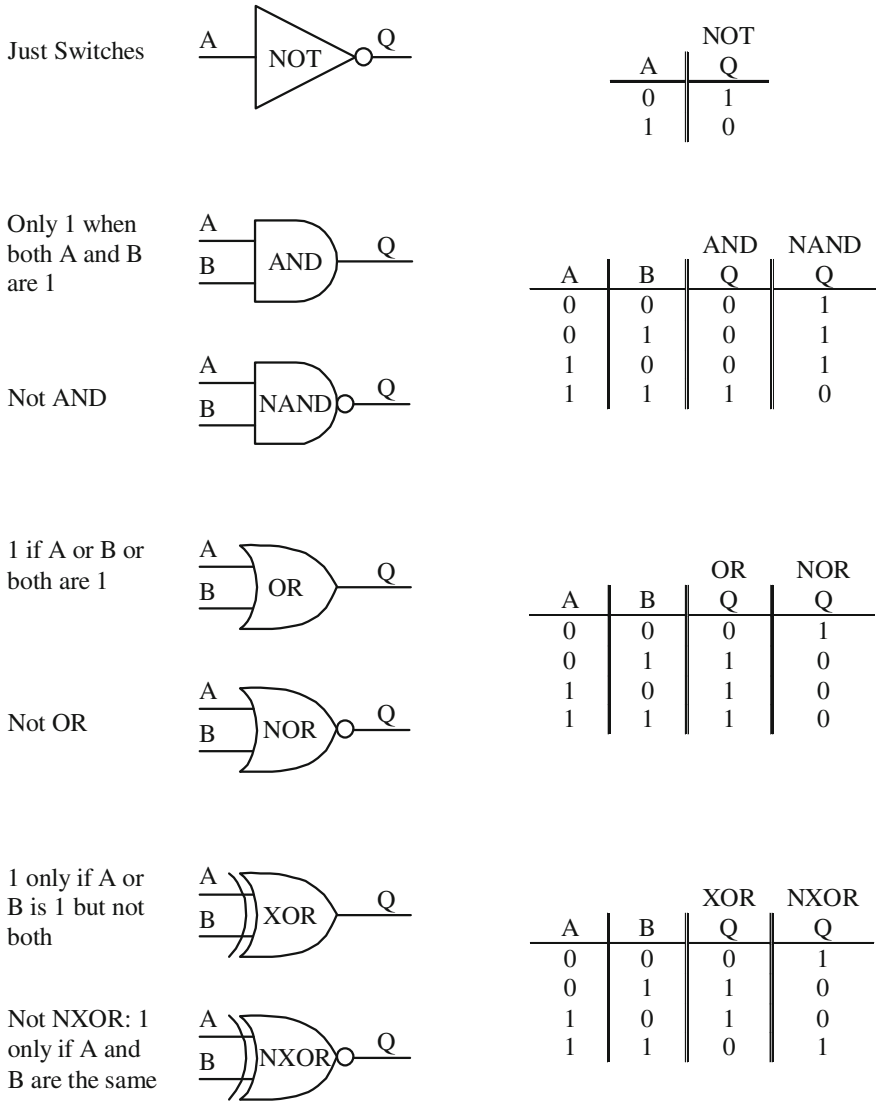 Just Switches
A
NOT
Q
NOT
A Q
0 1
1 0
Only 1 when
both A and B
are 1
A
B
AND
Q
Not AND
A
B
NAND
Q
AND NAND
A B Q Q
0 0 0 1
0 1 0 1
1 0 0 1
1 1 1 0
1 if A or B or
both are 1
A
B
OR
Q
Not OR
A
B
NOR
Q
OR NOR
A B Q Q
0 0 0 1
0 1 1 0
1 0 1 0
1 1 1 0
1 only if A or
B is 1 but not
both
A
B
XOR
Q
Not NXOR: 1
only if A and
B are the same
A
B
NXOR
Q
XOR NXOR
A B Q Q
0 0 0 1
0 1 1 0
1 0 1 0
1 1 0 1